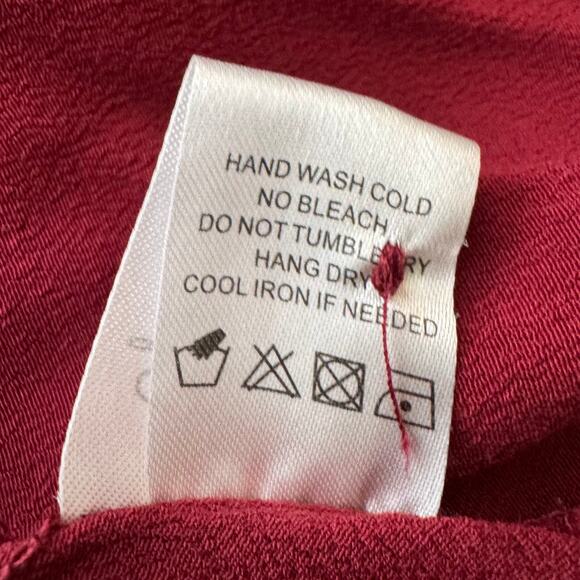 HAND WASH COLD
NO BLEACH
DO NOT TUMBLE DRY
HANG DRY
COOL IRON IF NEEDED